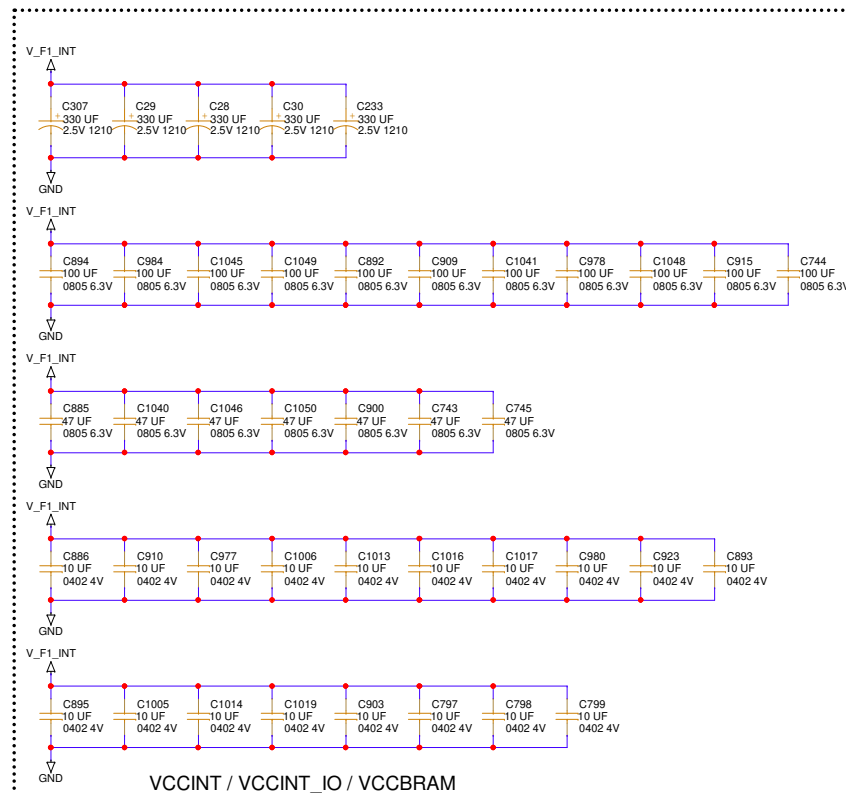 V_F1_INT
C307 C29 C28 C30 C233
330 UF 330 UF 330 UF 330 UF 330 UF
2.5V 1210 2.5V 1210 2.5V 1210 2.5V 1210 2.5V 1210
GND
V_F1_INT
C894 C984 C1045 C1049 C892 C909 C1041 C978 C1048 C915 C744
100 UF 100 UF 100 UF 100 UF 100 UF 100 UF 100 UF 100 UF 100 UF 100 UF 100 UF
0805 6.3V 0805 6.3V 0805 6.3V 0805 6.3V 0805 6.3V 0805 6.3V 0805 6.3V 0805 6.3V 0805 6.3V 0805 6.3V 0805 6.3V
GND
V_F1_INT
C885 C1040 C1046 C1050 C900 C743 C745
47 UF 47 UF 47 UF 47 UF 47 UF 47 UF 47 UF
0805 6.3V 0805 6.3V 0805 6.3V 0805 6.3V 0805 6.3V 0805 6.3V 0805 6.3V
GND
V_F1_INT
C886 C910 C977 C1006 C1013 C1016 C1017 C980 C923 C893
10 UF 10 UF 10 UF 10 UF 10 UF 10 UF 10 UF 10 UF 10 UF 10 UF
0402 4V 0402 4V 0402 4V 0402 4V 0402 4V 0402 4V 0402 4V 0402 4V 0402 4V 0402 4V
GND
V_F1_INT
C895 C1005 C1014 C1019 C903 C797 C798 C799
10 UF 10 UF 10 UF 10 UF 10 UF 10 UF 10 UF 10 UF
0402 4V 0402 4V 0402 4V 0402 4V 0402 4V 0402 4V 0402 4V 0402 4V
GND
VCCINT / VCCINT_IO / VCCBRAM